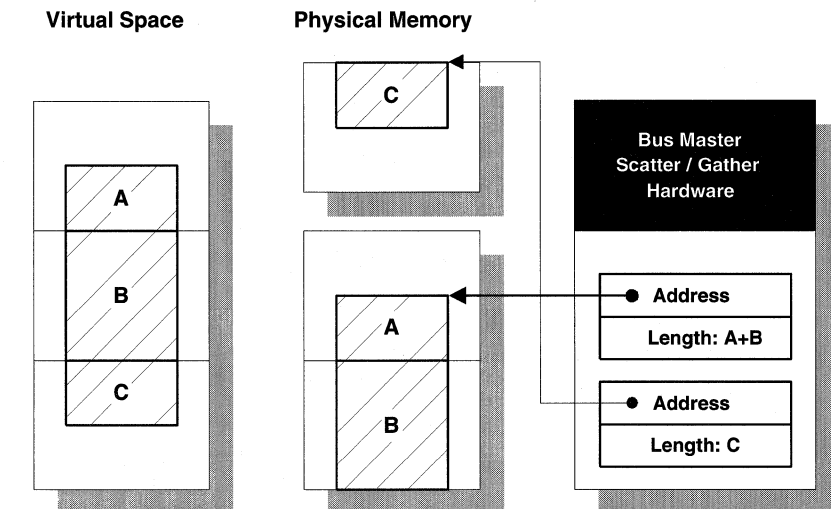 Virtual Space
Physical Memory
A
B
C
C
A
B
Bus Master
Scatter / Gather
Hardware
Address
Length: A+B
Address
Length: C